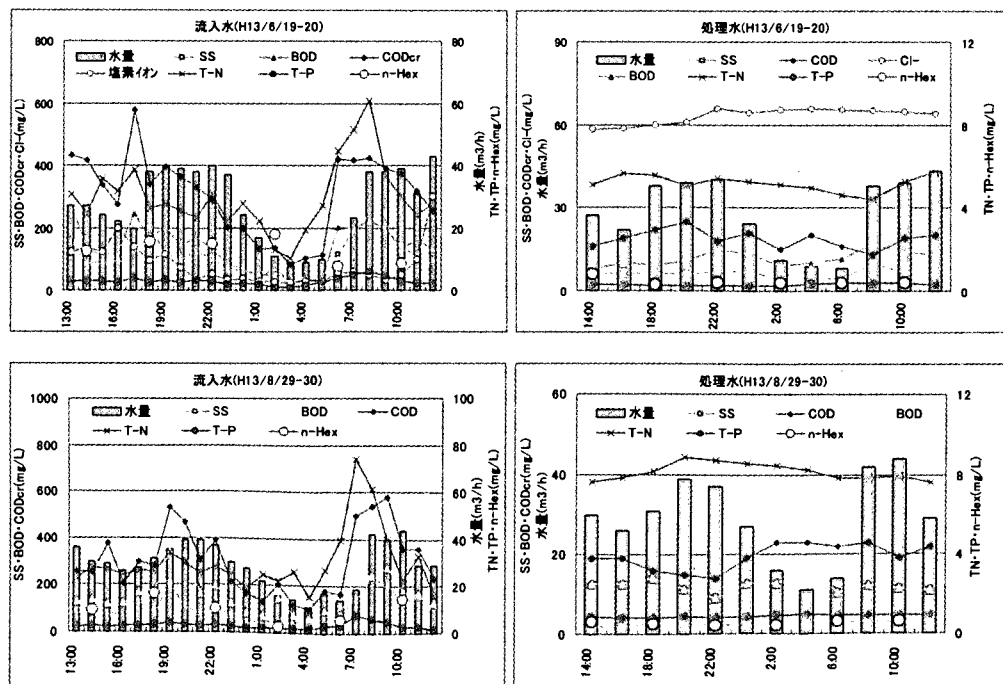 流入水(H13/6/19-20)
SS・BOD・CODcr・Cl-(mg/L)
800
600
400
200
0
水量 SS BOD CODcr
塩素イオン T-N T-P n-Hex
80
60
40
20
0
水量(m3/h)
TN・TP・n-Hex(mg/L)
13:00 16:00 19:00 22:00 1:00 4:00 7:00 10:00
処理水(H13/6/19-20)
SS・BOD・CODcr・Cl-(mg/L)
水量(m3/h)
90
60
30
0
水量 SS COD Cl-
BOD T-N T-P n-Hex
12
8
4
0
TN・TP・n-Hex(mg/L)
14:00 18:00 22:00 2:00 6:00 10:00
流入水(H13/8/29-30)
SS・BOD・CODcr(mg/L)
1000
800
600
400
200
0
水量 SS BOD COD
T-N T-P n-Hex
100
80
60
40
20
0
水量(m3/h)
TN・TP・n-Hex(mg/L)
13:00 16:00 19:00 22:00 1:00 4:00 7:00 10:00
処理水(H13/8/29-30)
SS・BOD・CODcr(mg/L)
水量(m3/h)
60
40
20
0
水量 SS COD BOD
T-N T-P n-Hex
12
8
4
0
TN・TP・n-Hex(mg/L)
14:00 18:00 22:00 2:00 6:00 10:00